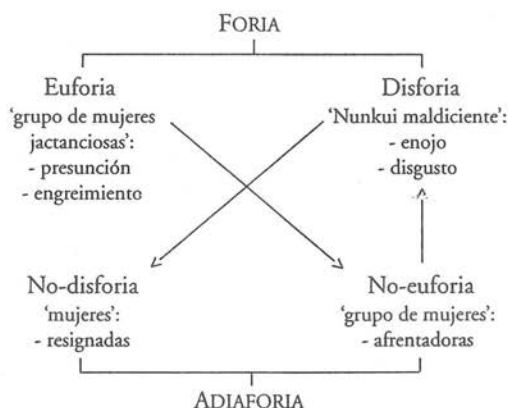 FORIA
Euforia
'grupo de mujeres
jactanciosas':
- presunción
- engreimiento
Disforia
'Nunkui maldiciente':
- enojo
- disgusto
No-disforia
'mujeres':
- resignadas
No-euforia
'grupo de mujeres':
- afrentadoras
ADIAFORIA